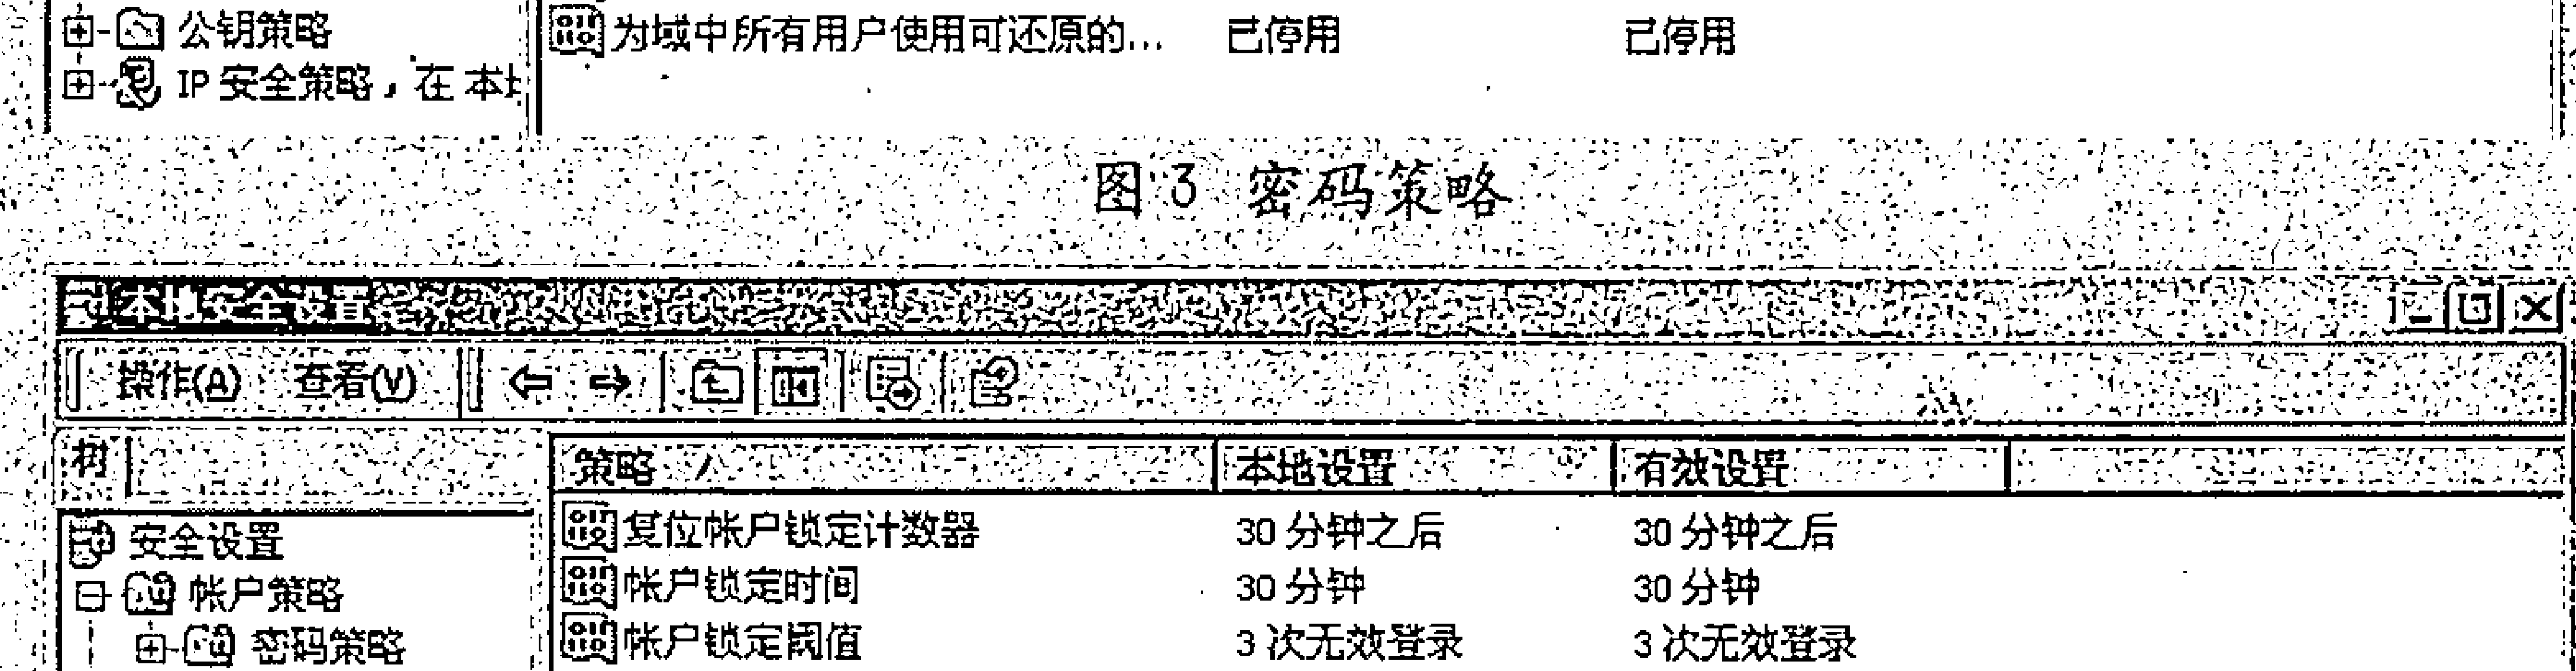 公钥策略 为域中所有用户使用可还原的... 已停用 已停用
IP 安全策略，在 本地
图 3 密码策略
本地安全设置
操作(A) 查看(V)
树 策略 本地设置 有效设置
安全设置 复位帐户锁定计数器 30 分钟之后 30 分钟之后
帐户策略 帐户锁定时间 30 分钟 30 分钟
密码策略 帐户锁定阈值 3 次无效登录 3 次无效登录